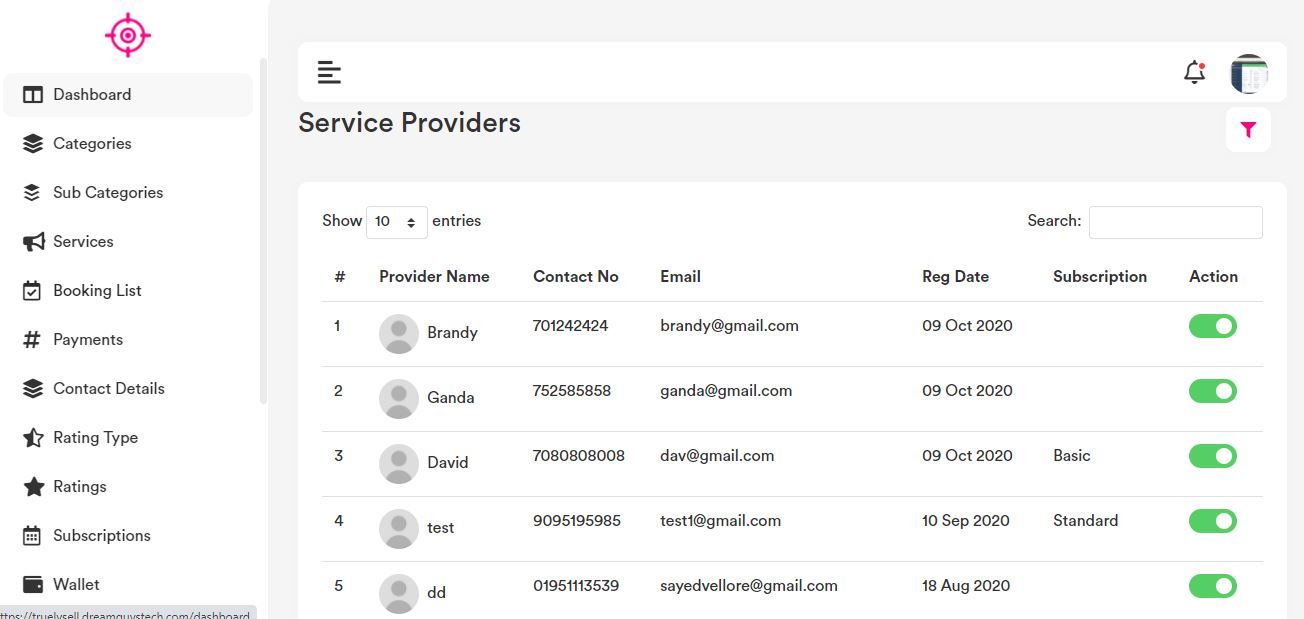 Dashboard
Categories
Sub Categories
Services
Booking List
Payments
Contact Details
Rating Type
Ratings
Subscriptions
Wallet
ttps://truelysell.dreamguystech.com/dashboard
Service Providers
Show 10 entries Search:
# Provider Name Contact No Email Reg Date Subscription Action
1 Brandy 701242424 brandy@gmail.com 09 Oct 2020
2 Ganda 752585858 ganda@gmail.com 09 Oct 2020
3 David 7080808008 dav@gmail.com 09 Oct 2020 Basic
4 test 9095195985 test1@gmail.com 10 Sep 2020 Standard
5 dd 01951113539 sayedvellore@gmail.com 18 Aug 2020